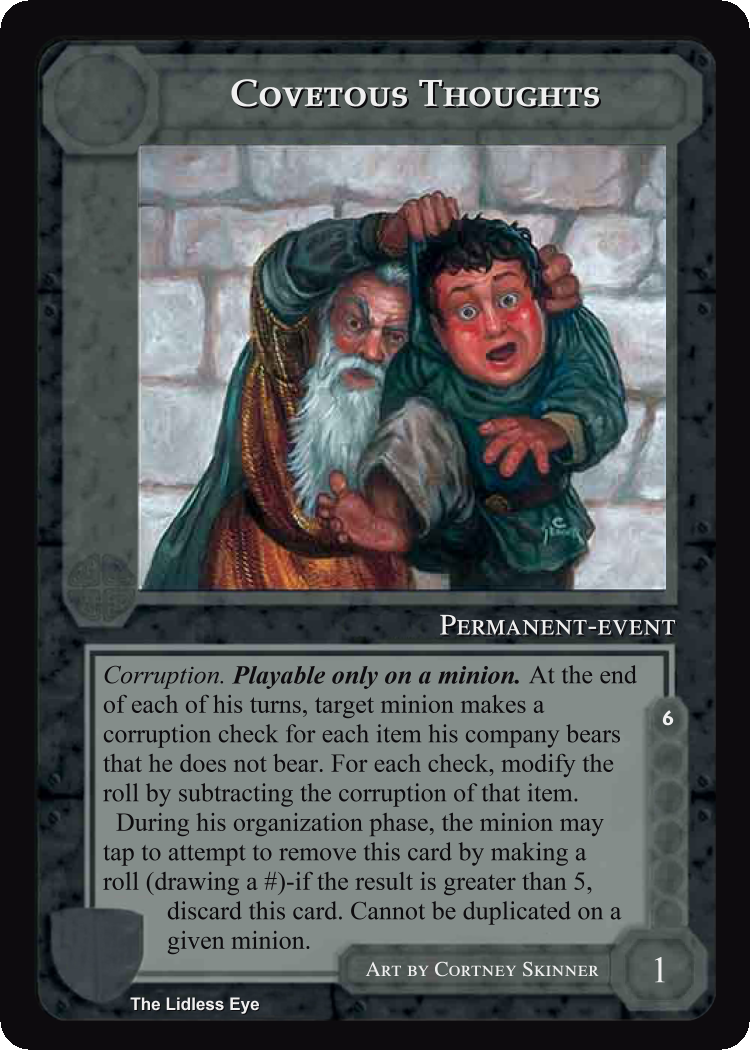 Covetous Thoughts
Permanent-event
Corruption. Playable only on a minion. At the end
of each of his turns, target minion makes a
corruption check for each item his company bears
that he does not bear. For each check, modify the
roll by subtracting the corruption of that item.
During his organization phase, the minion may
tap to attempt to remove this card by making a
roll (drawing a #)-if the result is greater than 5,
discard this card. Cannot be duplicated on a
given minion.
6
Art by Cortney Skinner
1
The Lidless Eye